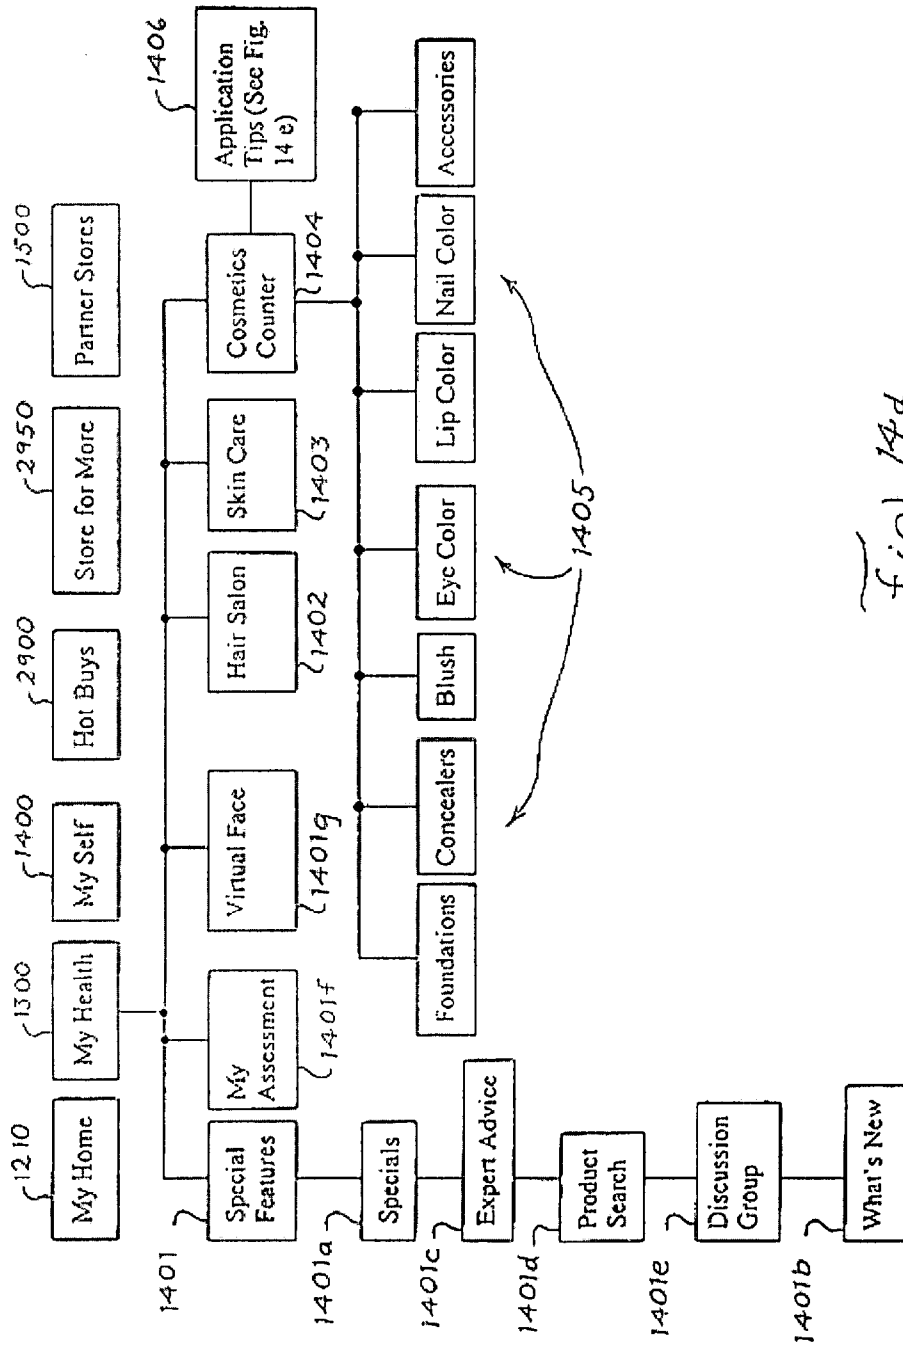 1210
My Home
1300
My Health
1400
My Self
2900
Hot Buys
2950
Store for More
1500
Partner Stores
1401
Special
Features
My
Assessment
1401f
Virtual Face
1401g
Hair Salon
1402
Skin Care
1403
Cosmetics
Counter
1404
Application
Tips (See Fig.
14 e)
1406
1401a
Specials
1401c
Expert Advice
1401d
Product
Search
1401e
Discussion
Group
1401b
What's New
Foundations
Concealers
Blush
Eye Color
Lip Color
Nail Color
Accessories
1405
fig 14d